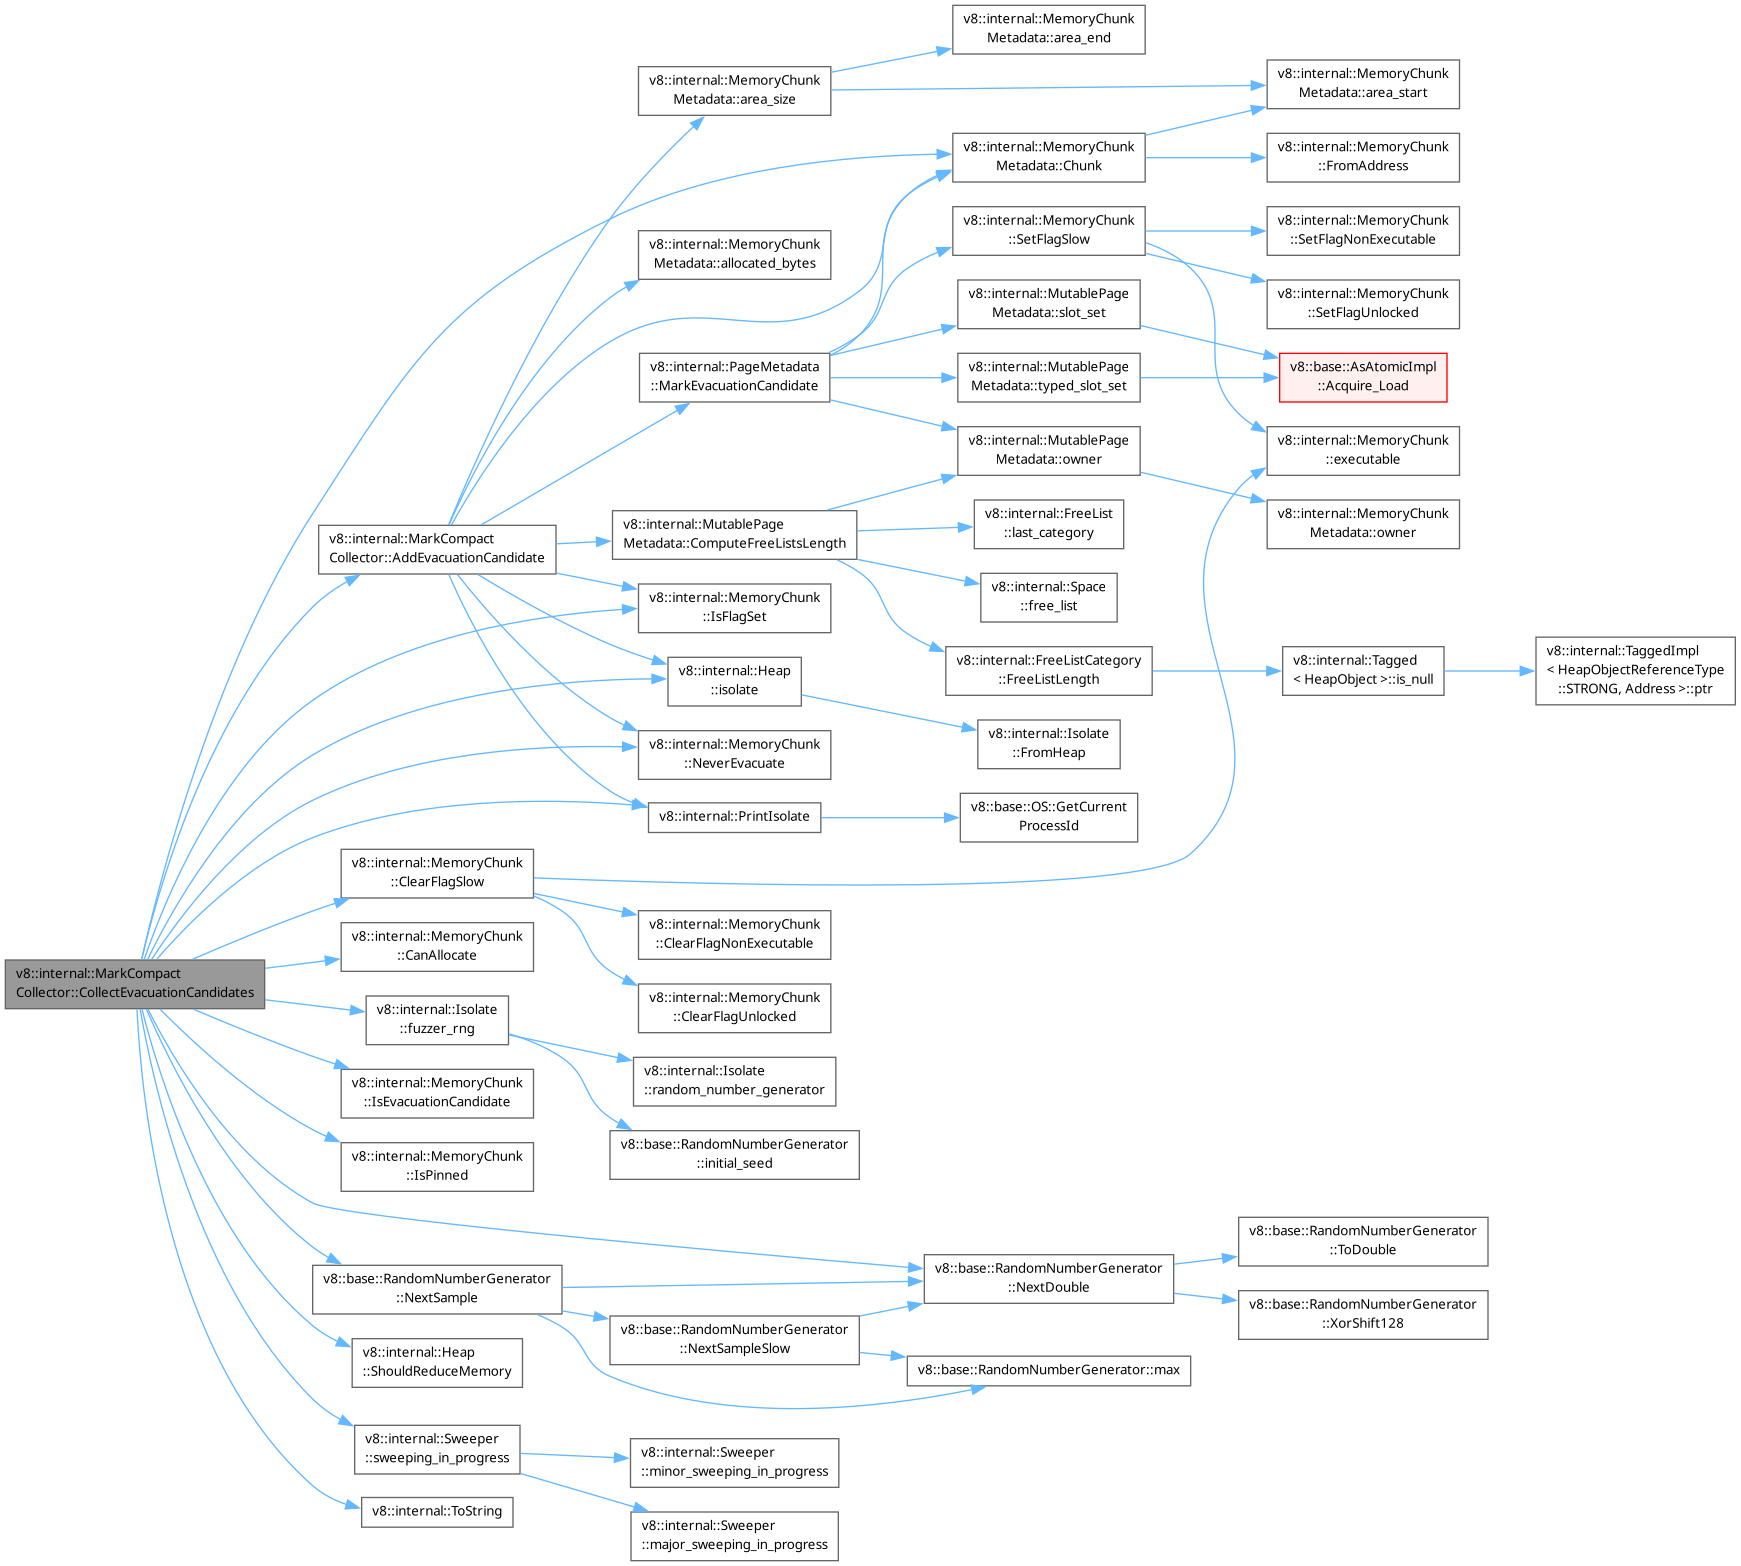 v8::internal::MarkCompact
Collector::CollectEvacuationCandidates
v8::internal::MarkCompact
Collector::AddEvacuationCandidate
v8::internal::MemoryChunk
Metadata::area_size
v8::internal::MemoryChunk
Metadata::area_end
v8::internal::MemoryChunk
Metadata::area_start
v8::internal::MemoryChunk
Metadata::allocated_bytes
v8::internal::MemoryChunk
Metadata::Chunk
v8::internal::MemoryChunk
::FromAddress
v8::internal::PageMetadata
::MarkEvacuationCandidate
v8::internal::MemoryChunk
::SetFlagSlow
v8::internal::MemoryChunk
::SetFlagNonExecutable
v8::internal::MemoryChunk
::SetFlagUnlocked
v8::internal::MutablePage
Metadata::slot_set
v8::internal::MutablePage
Metadata::typed_slot_set
v8::base::AsAtomicImpl
::Acquire_Load
v8::internal::MutablePage
Metadata::owner
v8::internal::MemoryChunk
::executable
v8::internal::MemoryChunk
Metadata::owner
v8::internal::MutablePage
Metadata::ComputeFreeListsLength
v8::internal::FreeList
::last_category
v8::internal::Space
::free_list
v8::internal::FreeListCategory
::FreeListLength
v8::internal::Tagged
< HeapObject >::is_null
v8::internal::TaggedImpl
< HeapObjectReferenceType
::STRONG, Address >::ptr
v8::internal::MemoryChunk
::IsFlagSet
v8::internal::Heap
::isolate
v8::internal::Isolate
::FromHeap
v8::internal::MemoryChunk
::NeverEvacuate
v8::internal::PrintIsolate
v8::base::OS::GetCurrent
ProcessId
v8::internal::MemoryChunk
::ClearFlagSlow
v8::internal::MemoryChunk
::ClearFlagNonExecutable
v8::internal::MemoryChunk
::ClearFlagUnlocked
v8::internal::MemoryChunk
::CanAllocate
v8::internal::Isolate
::fuzzer_rng
v8::internal::Isolate
::random_number_generator
v8::base::RandomNumberGenerator
::initial_seed
v8::internal::MemoryChunk
::IsEvacuationCandidate
v8::internal::MemoryChunk
::IsPinned
v8::base::RandomNumberGenerator
::NextSample
v8::base::RandomNumberGenerator
::NextSampleSlow
v8::base::RandomNumberGenerator
::NextDouble
v8::base::RandomNumberGenerator
::ToDouble
v8::base::RandomNumberGenerator
::XorShift128
v8::base::RandomNumberGenerator::max
v8::internal::Heap
::ShouldReduceMemory
v8::internal::Sweeper
::sweeping_in_progress
v8::internal::Sweeper
::minor_sweeping_in_progress
v8::internal::Sweeper
::major_sweeping_in_progress
v8::internal::ToString